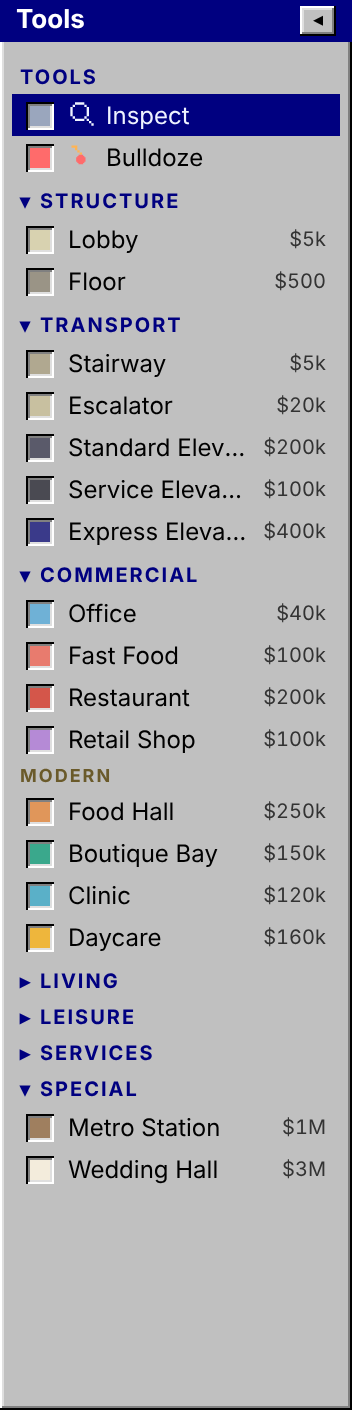 Tools
TOOLS
Inspect
Bulldoze
STRUCTURE
Lobby $5k
Floor $500
TRANSPORT
Stairway $5k
Escalator $20k
Standard Elev... $200k
Service Eleva... $100k
Express Eleva... $400k
COMMERCIAL
Office $40k
Fast Food $100k
Restaurant $200k
Retail Shop $100k
MODERN
Food Hall $250k
Boutique Bay $150k
Clinic $120k
Daycare $160k
LIVING
LEISURE
SERVICES
SPECIAL
Metro Station $1M
Wedding Hall $3M